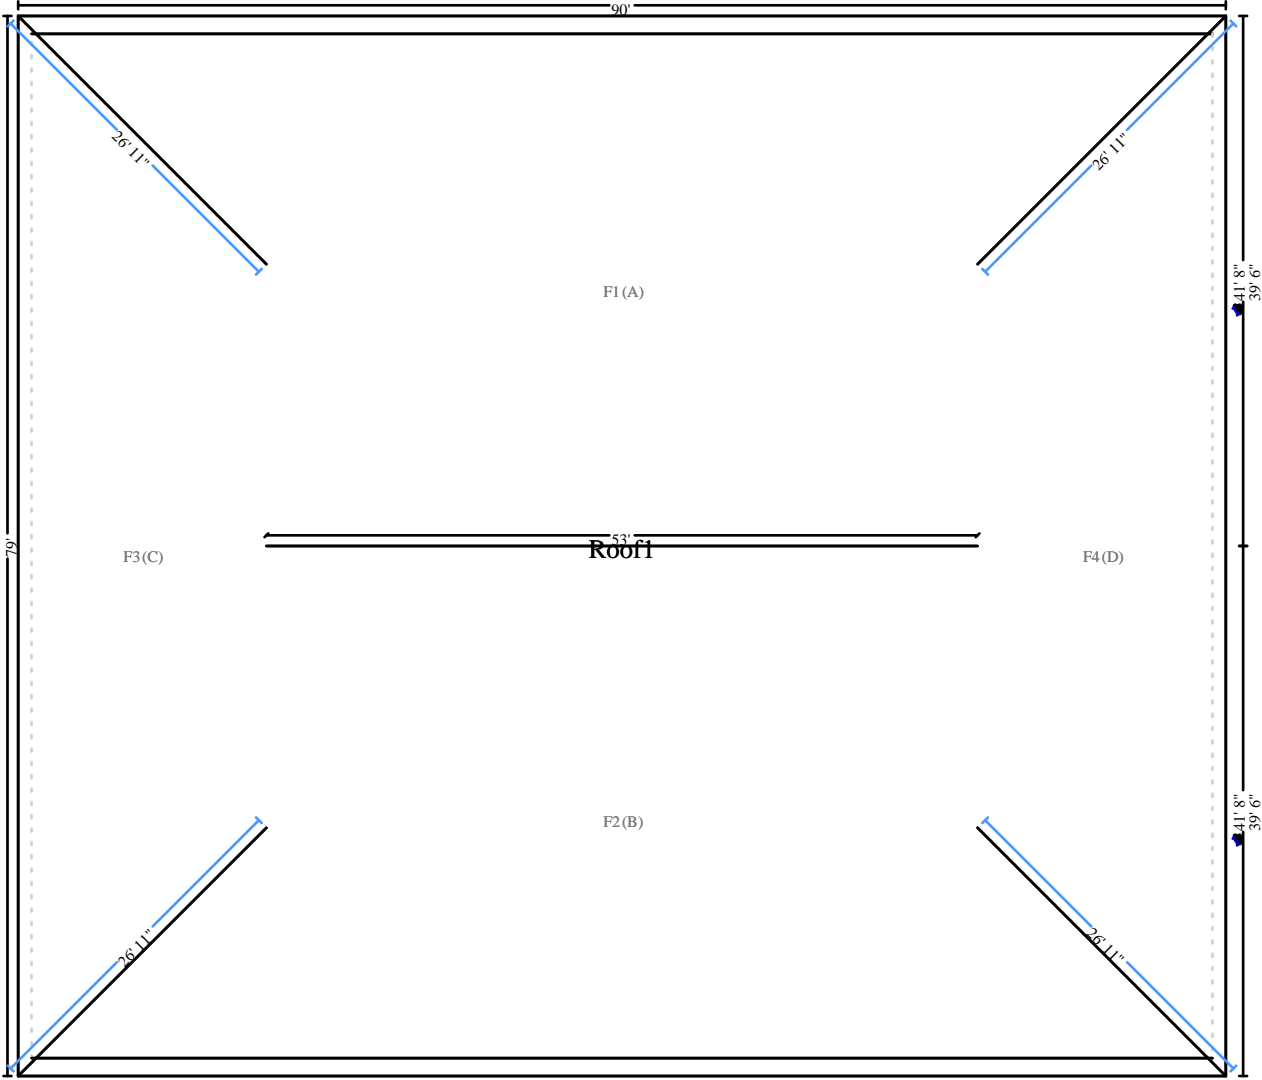 90'
26' 11"
26' 11"
F1(A)
41' 8"
39' 6"
79'
53'
Roof1
F3(C)
F4(D)
F2(B)
41' 8"
39' 6"
26' 11"
26' 11"